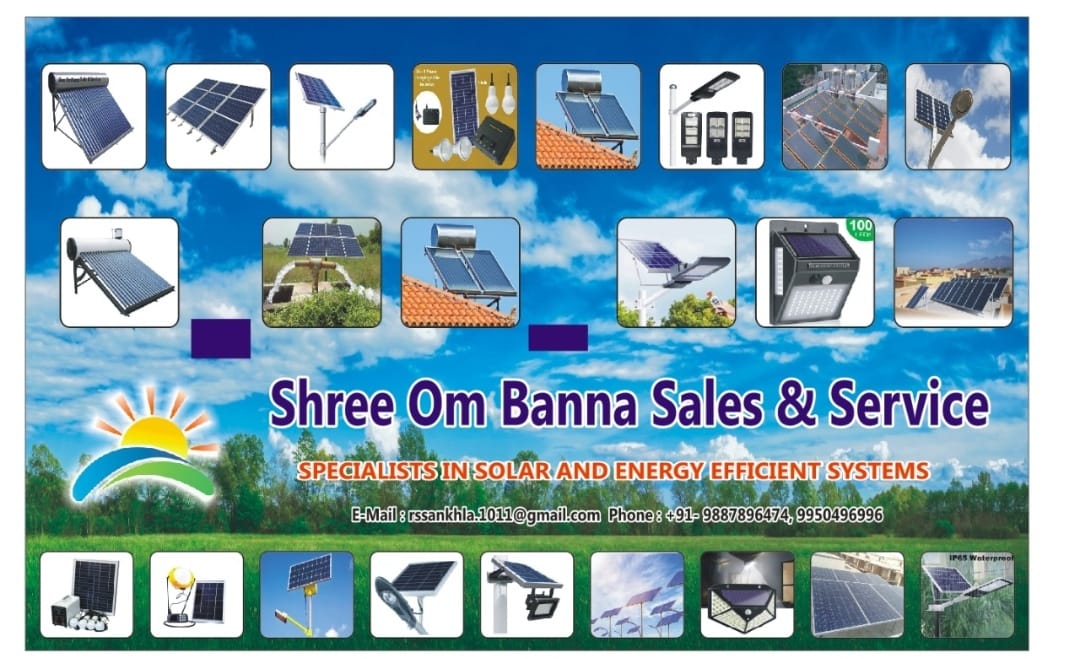 100
Shree Om Banna Sales & Service
SPECIALISTS IN SOLAR AND ENERGY EFFICIENT SYSTEMS
E-Mail : rssankhla.1011@gmail.com Phone : +91- 9887896474, 9950496996
IP65 Waterproof